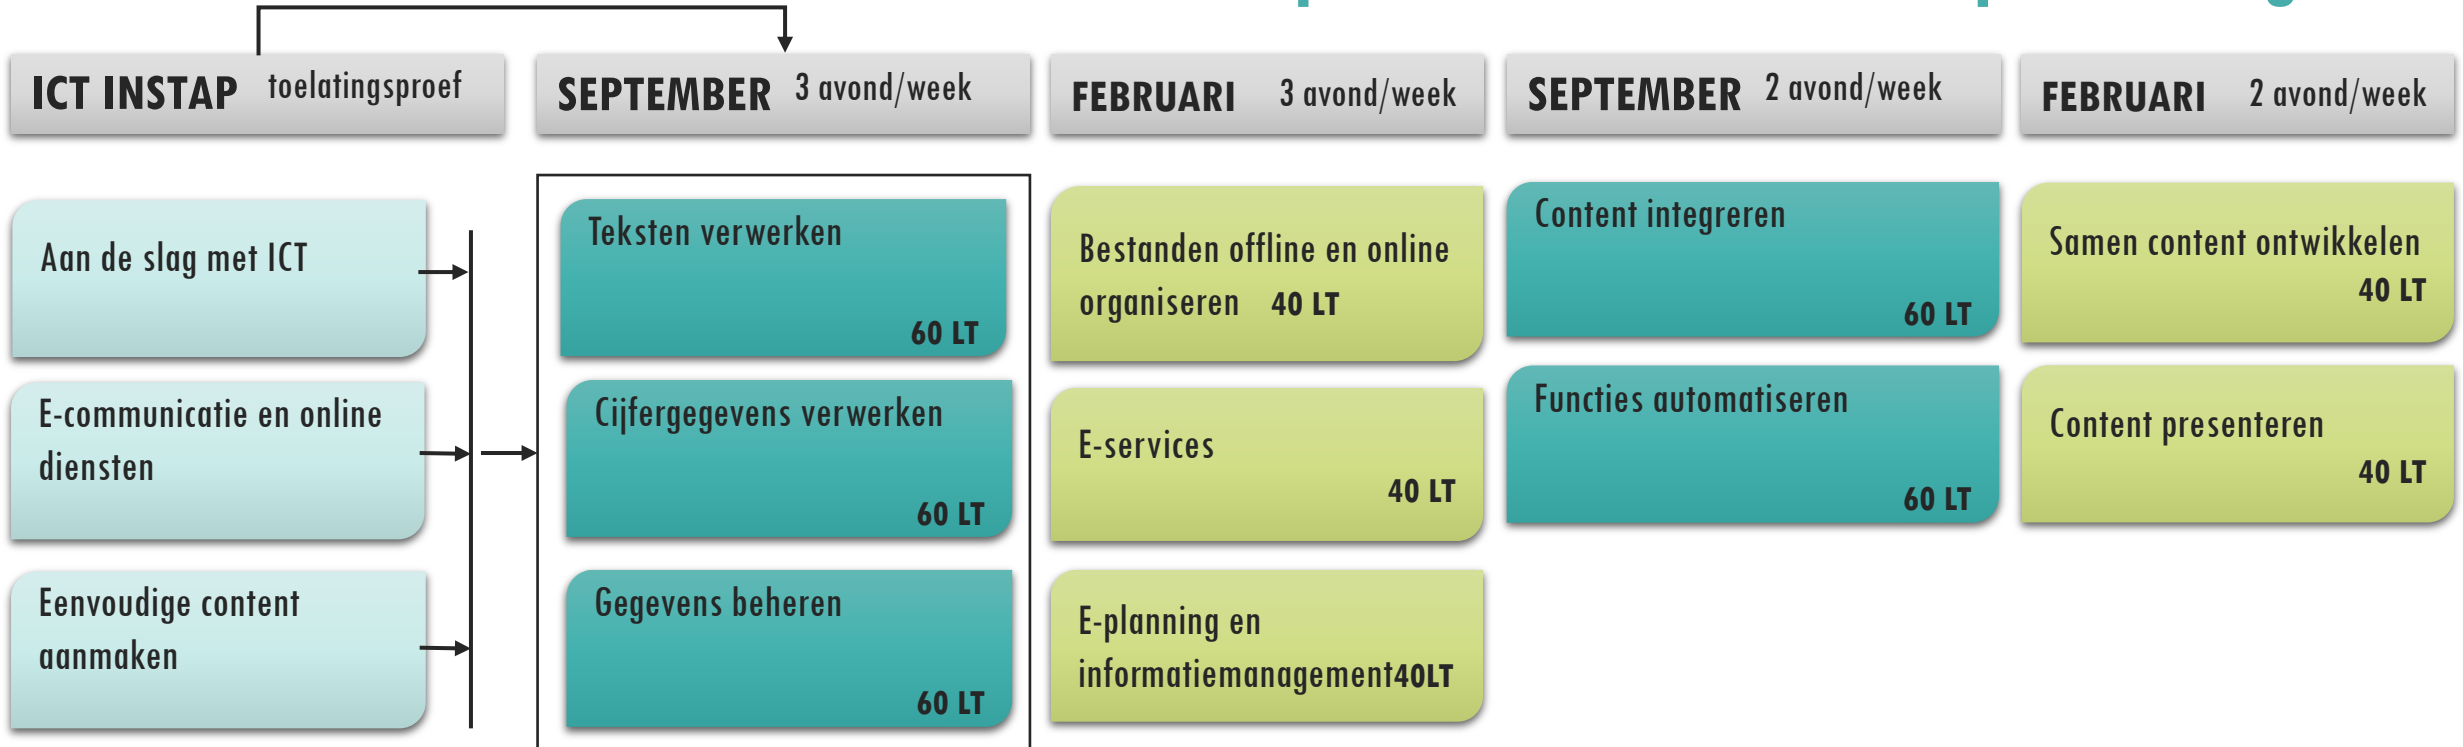 ICT INSTAP toelatingsproef
SEPTEMBER 3 avond/week
FEBRUARI 3 avond/week
SEPTEMBER 2 avond/week
FEBRUARI 2 avond/week
Aan de slag met ICT
E-communicatie en online
diensten
Eenvoudige content
aanmaken
Teksten verwerken
60 LT
Cijfergegevens verwerken
60 LT
Gegevens beheren
60 LT
Bestanden offline en online
organiseren 40 LT
E-services
40 LT
E-planning en
informatiemanagement40LT
Content integreren
60 LT
Functies automatiseren
60 LT
Samen content ontwikkelen
40 LT
Content presenteren
40 LT